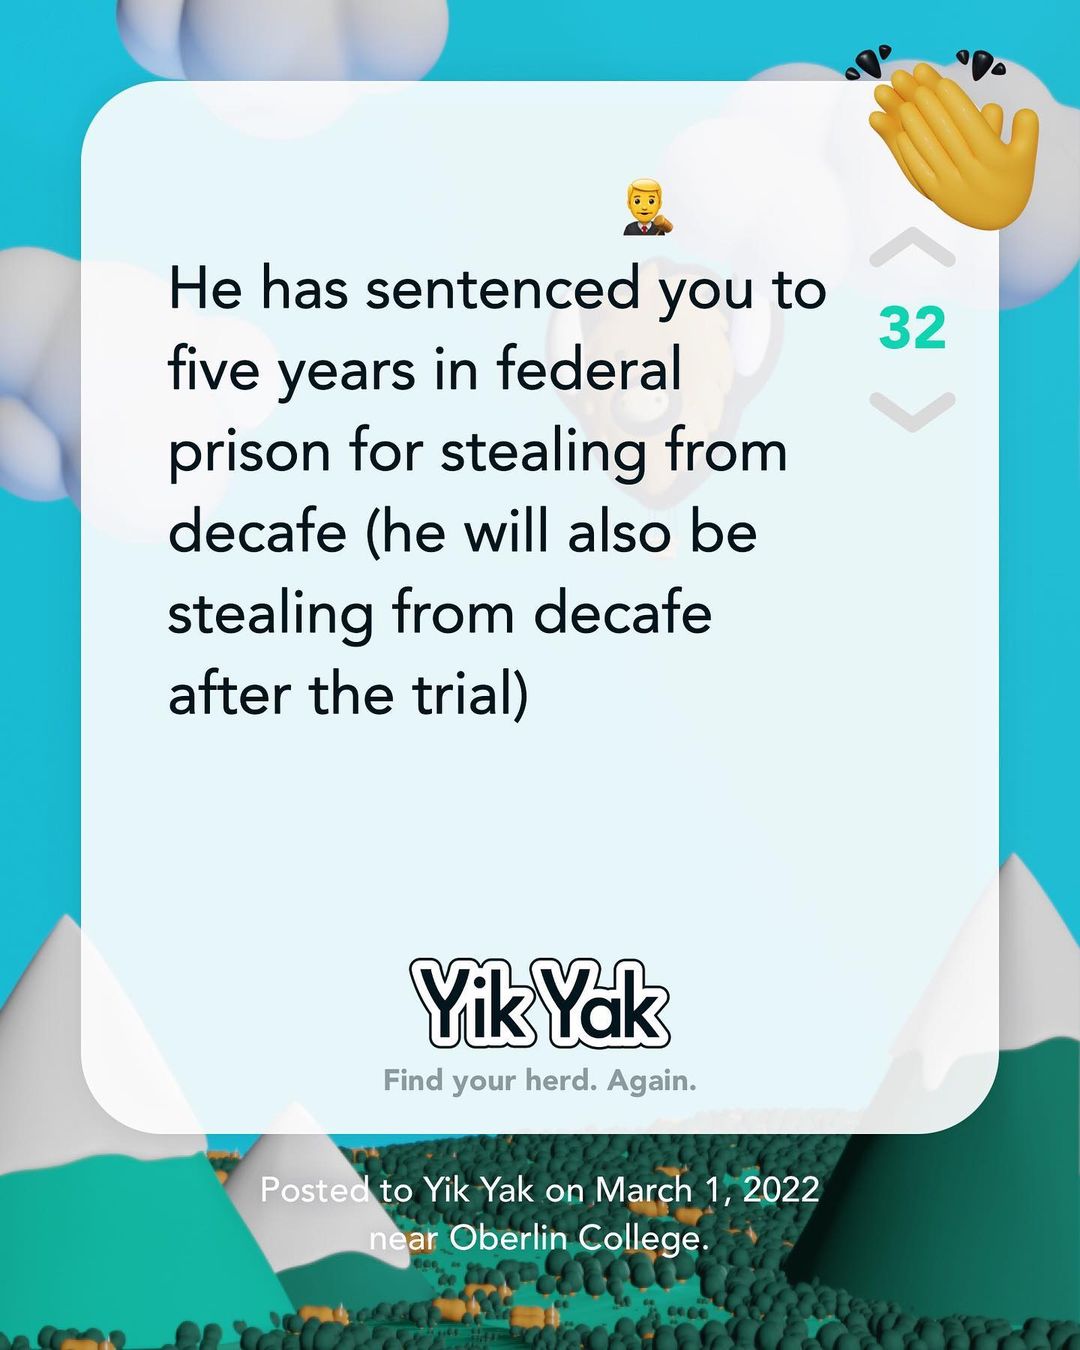 He has sentenced you to
five years in federal
prison for stealing from
decafe (he will also be
stealing from decafe
after the trial)
32
Yik Yak
Find your herd. Again.
Posted to Yik Yak on March 1, 2022
near Oberlin College.